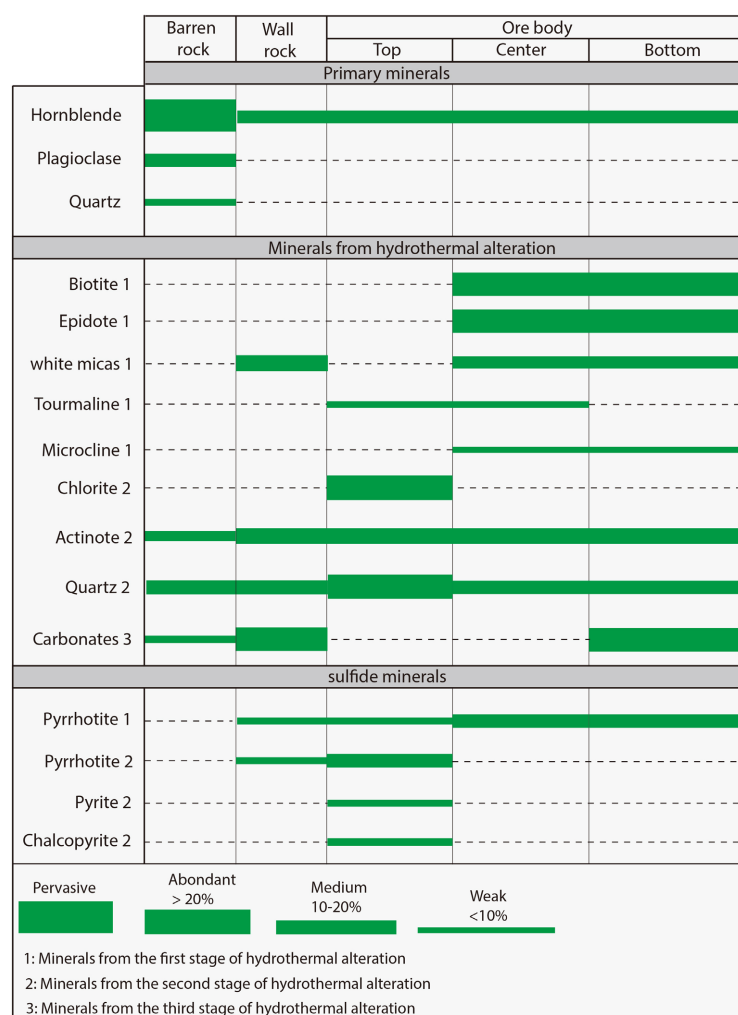 Barren rock
Wall rock
Ore body
Top
Center
Bottom
Primary minerals
Hornblende
Plagioclase
Quartz
Minerals from hydrothermal alteration
Biotite 1
Epidote 1
white micas 1
Tourmaline 1
Microcline 1
Chlorite 2
Actinote 2
Quartz 2
Carbonates 3
sulfide minerals
Pyrrhotite 1
Pyrrhotite 2
Pyrite 2
Chalcopyrite 2
Pervasive
Abondant
> 20%
Medium
10-20%
Weak
<10%
1: Minerals from the first stage of hydrothermal alteration
2: Minerals from the second stage of hydrothermal alteration
3: Minerals from the third stage of hydrothermal alteration